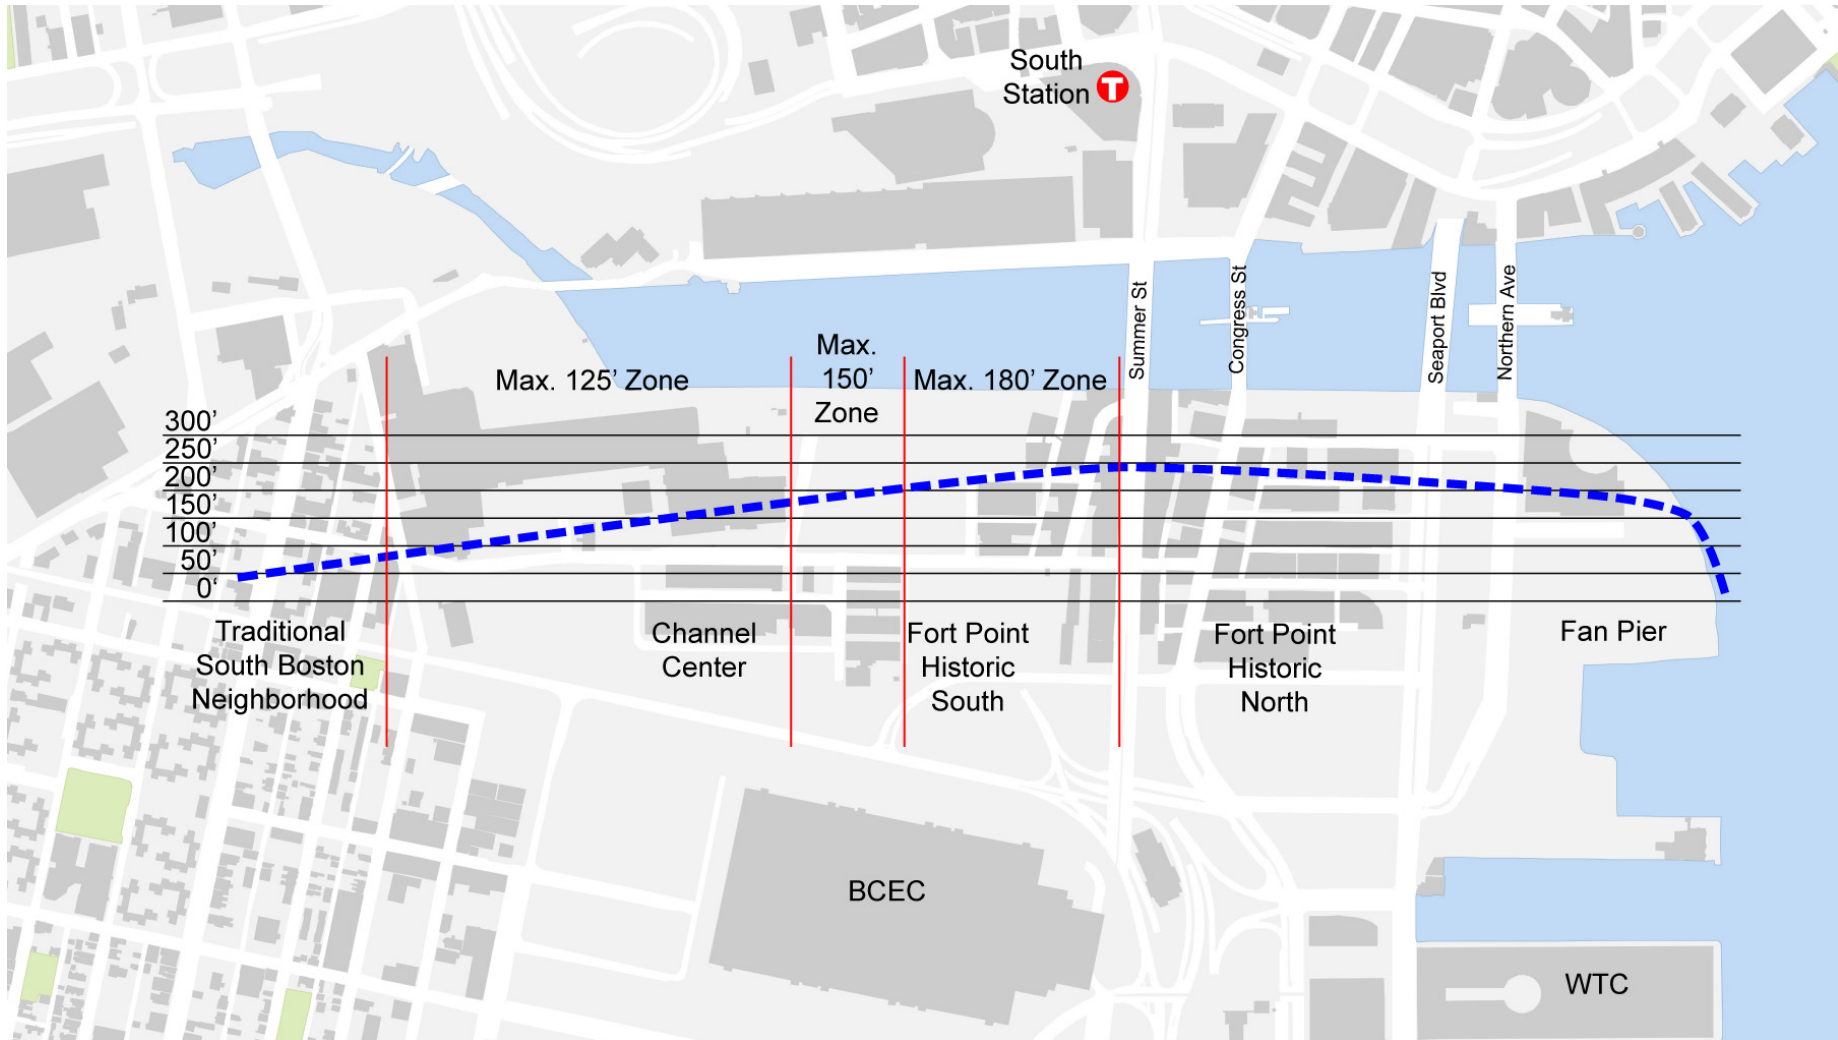 South
Station
T
Summer St
Congress St
Seaport Blvd
Northern Ave
Max. 125' Zone
Max.
150'
Zone
Max. 180' Zone
300'
250'
200'
150'
100'
50'
0‘
Traditional
South Boston
Neighborhood
Channel
Center
Fort Point
Historic
South
Fort Point
Historic
North
Fan Pier
BCEC
WTC